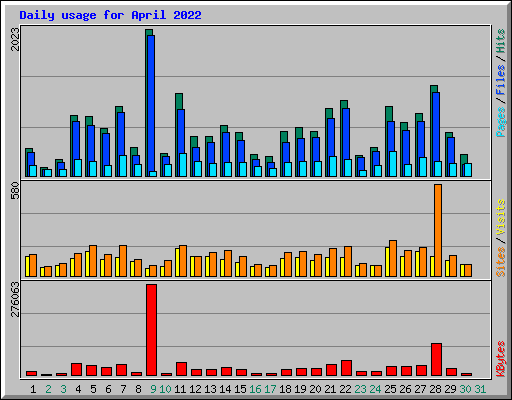 Daily usage for April 2022
2023
Pages / Files / Hits
580
Sites / Visits
276063
KBytes
1 2 3 4 5 6 7 8 9 10 11 12 13 14 15 16 17 18 19 20 21 22 23 24 25 26 27 28 29 30 31